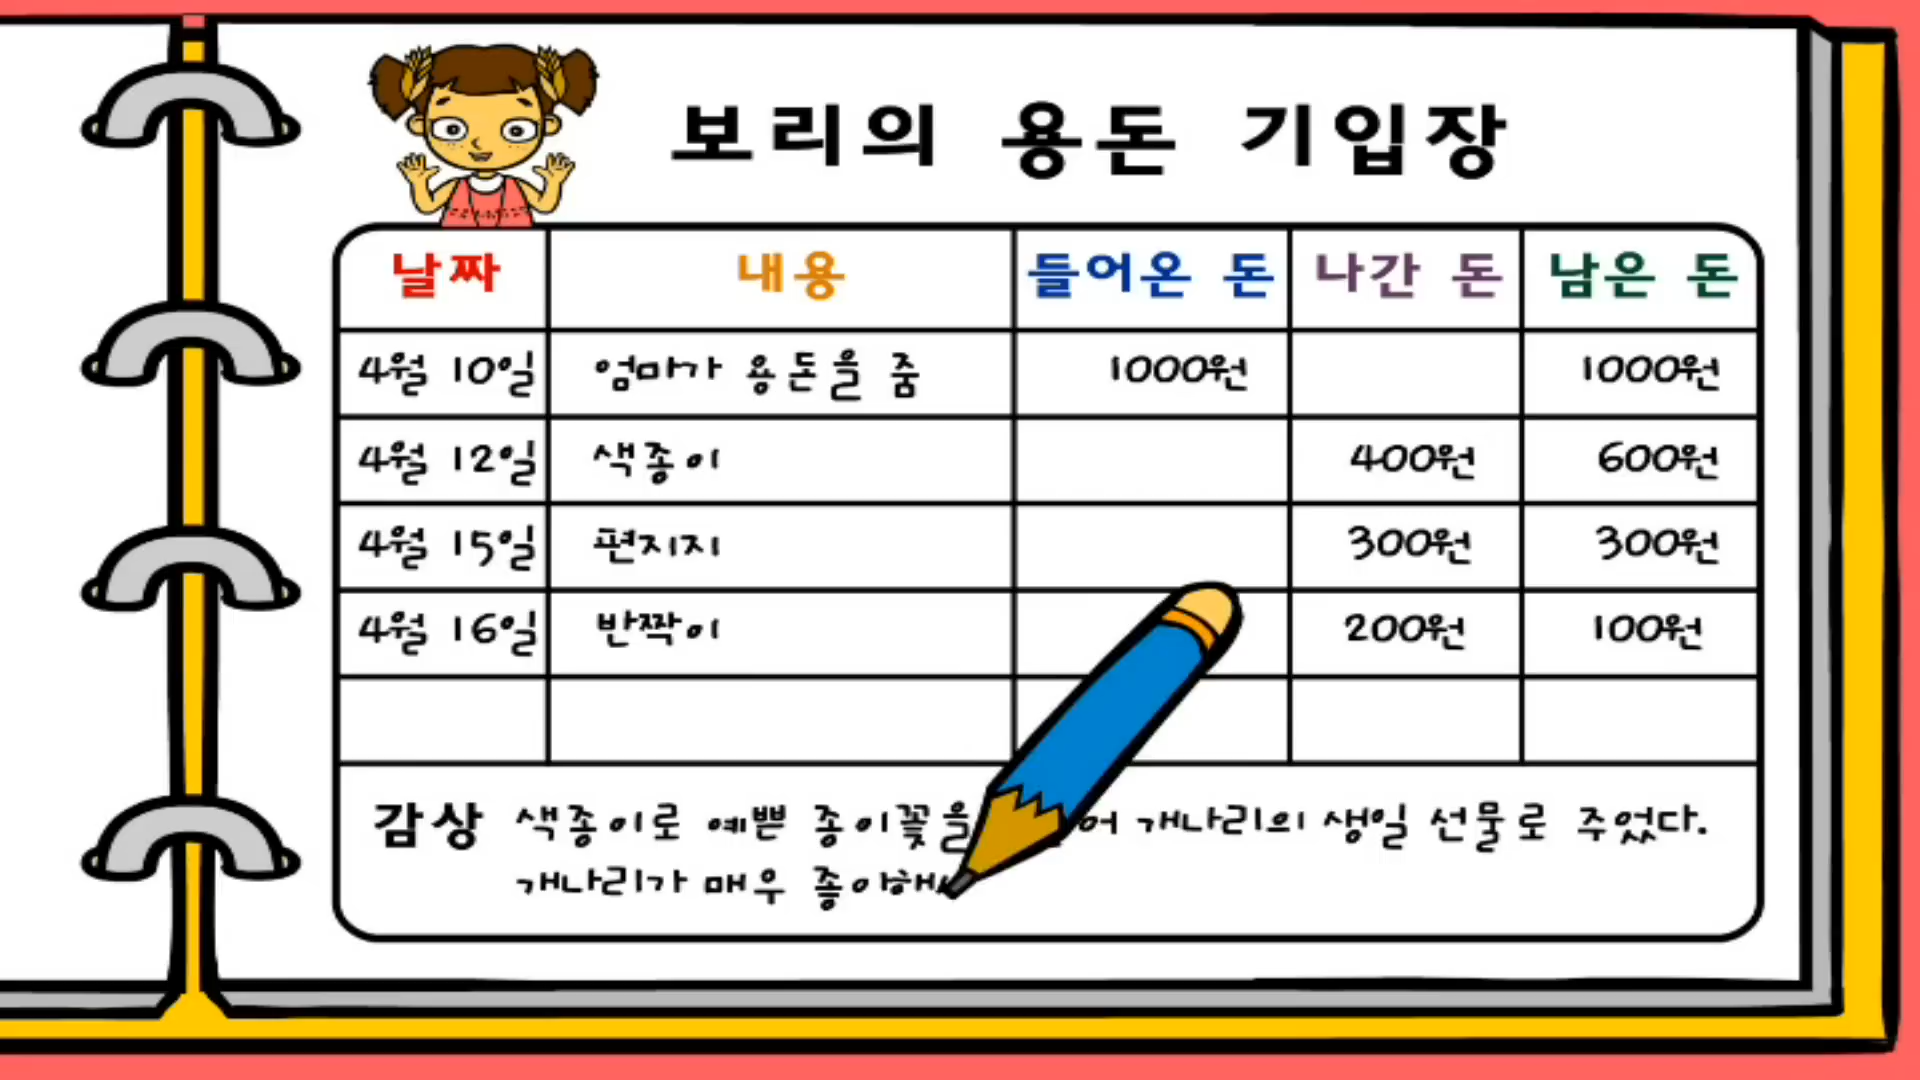 보리의 용돈 기입장
날짜 내용 들어온 돈 나간 돈 남은 돈
4월 10일 엄마가 용돈을 줌 1000원 1000원
4월 12일 색종이 400원 600원
4월 15일 편지지 300원 300원
4월 16일 반짝이 200원 100원
감상 색종이로 예쁜 종이꽃을 개나리의 생일 선물로 주었다.
개나리가 매우 좋아해